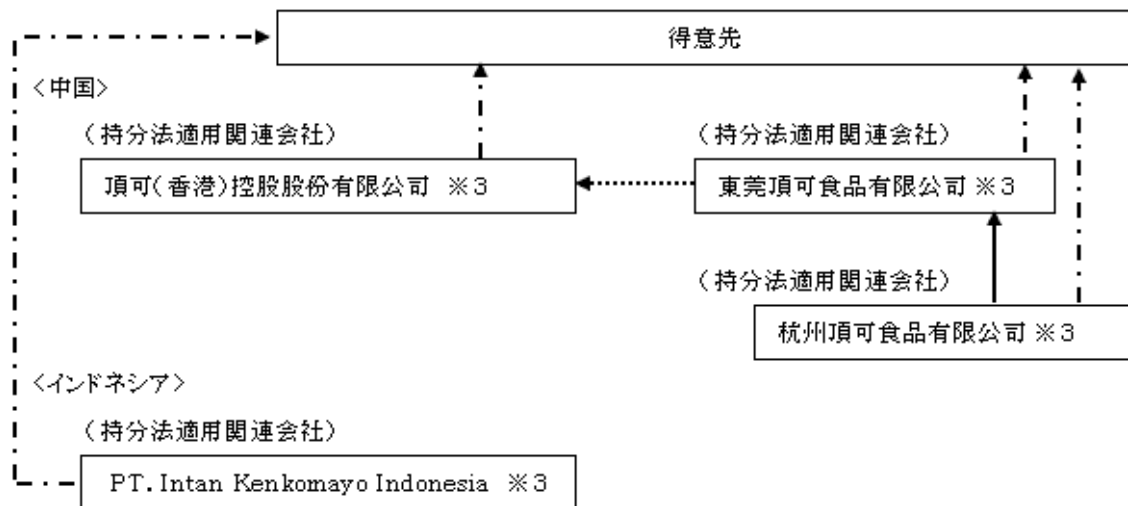 得意先
〈中国〉
(持分法適用関連会社)
(持分法適用関連会社)
頂可(香港)控股股份有限公司 ※3
東莞頂可食品有限公司※3
(持分法適用関連会社)
杭州頂可食品有限公司※3
〈インドネシア〉
(持分法適用関連会社)
PT.Intan Kenkomayo Indonesia ※3